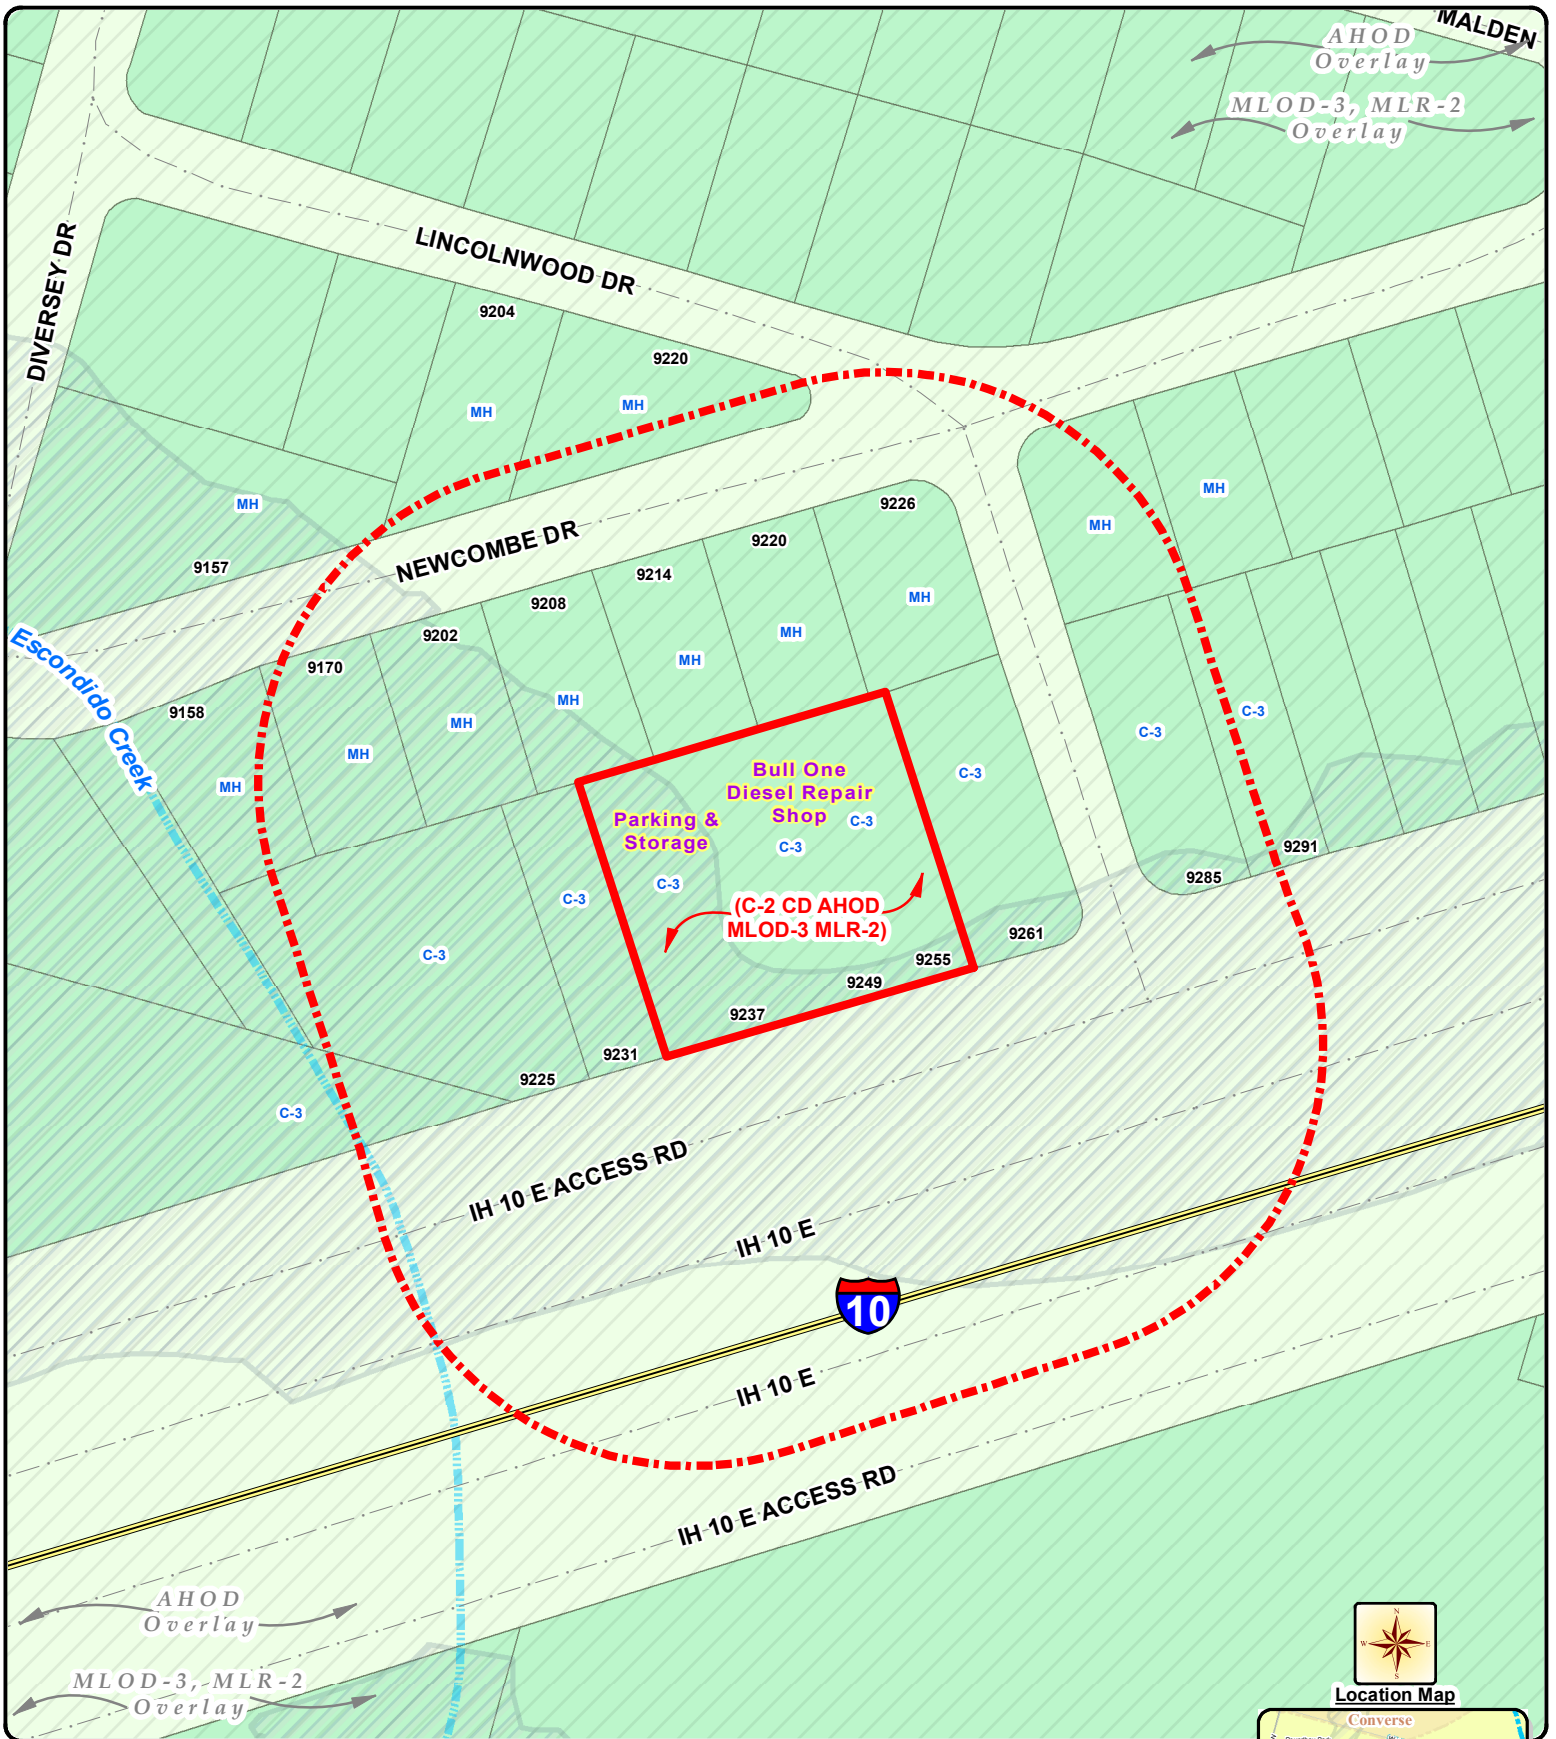 MALDEN
AHOD
Overlay
MLOD-3, MLR-2
Overlay
DIVERSEY DR
LINCOLNWOOD DR
9204
9220
MH
MH
MH
MH
MH
9157
NEWCOMBE DR
9226
9220
9214
9208
9202
9170
9158
MH
MH
MH
MH
MH
MH
MH
Escondido Creek
C-3
C-3
C-3
Bull One
Diesel Repair
Shop
Parking &
Storage
C-3
C-3
C-3
C-3
C-3
C-3
(C-2 CD AHOD
MLOD-3 MLR-2)
9291
9285
9261
9255
9249
9237
9231
9225
IH 10 E ACCESS RD
IH 10 E
10
IH 10 E
IH 10 E ACCESS RD
AHOD
Overlay
MLOD-3, MLR-2
Overlay
N
W
E
S
Location Map
Converse